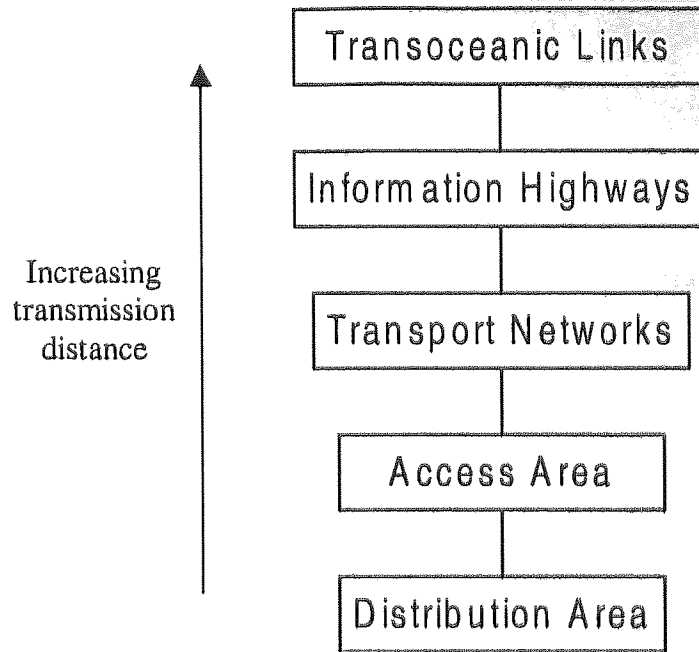 Transoceanic Links
Information Highways
Increasing
transmission
distance
Transport Networks
Access Area
Distribution Area